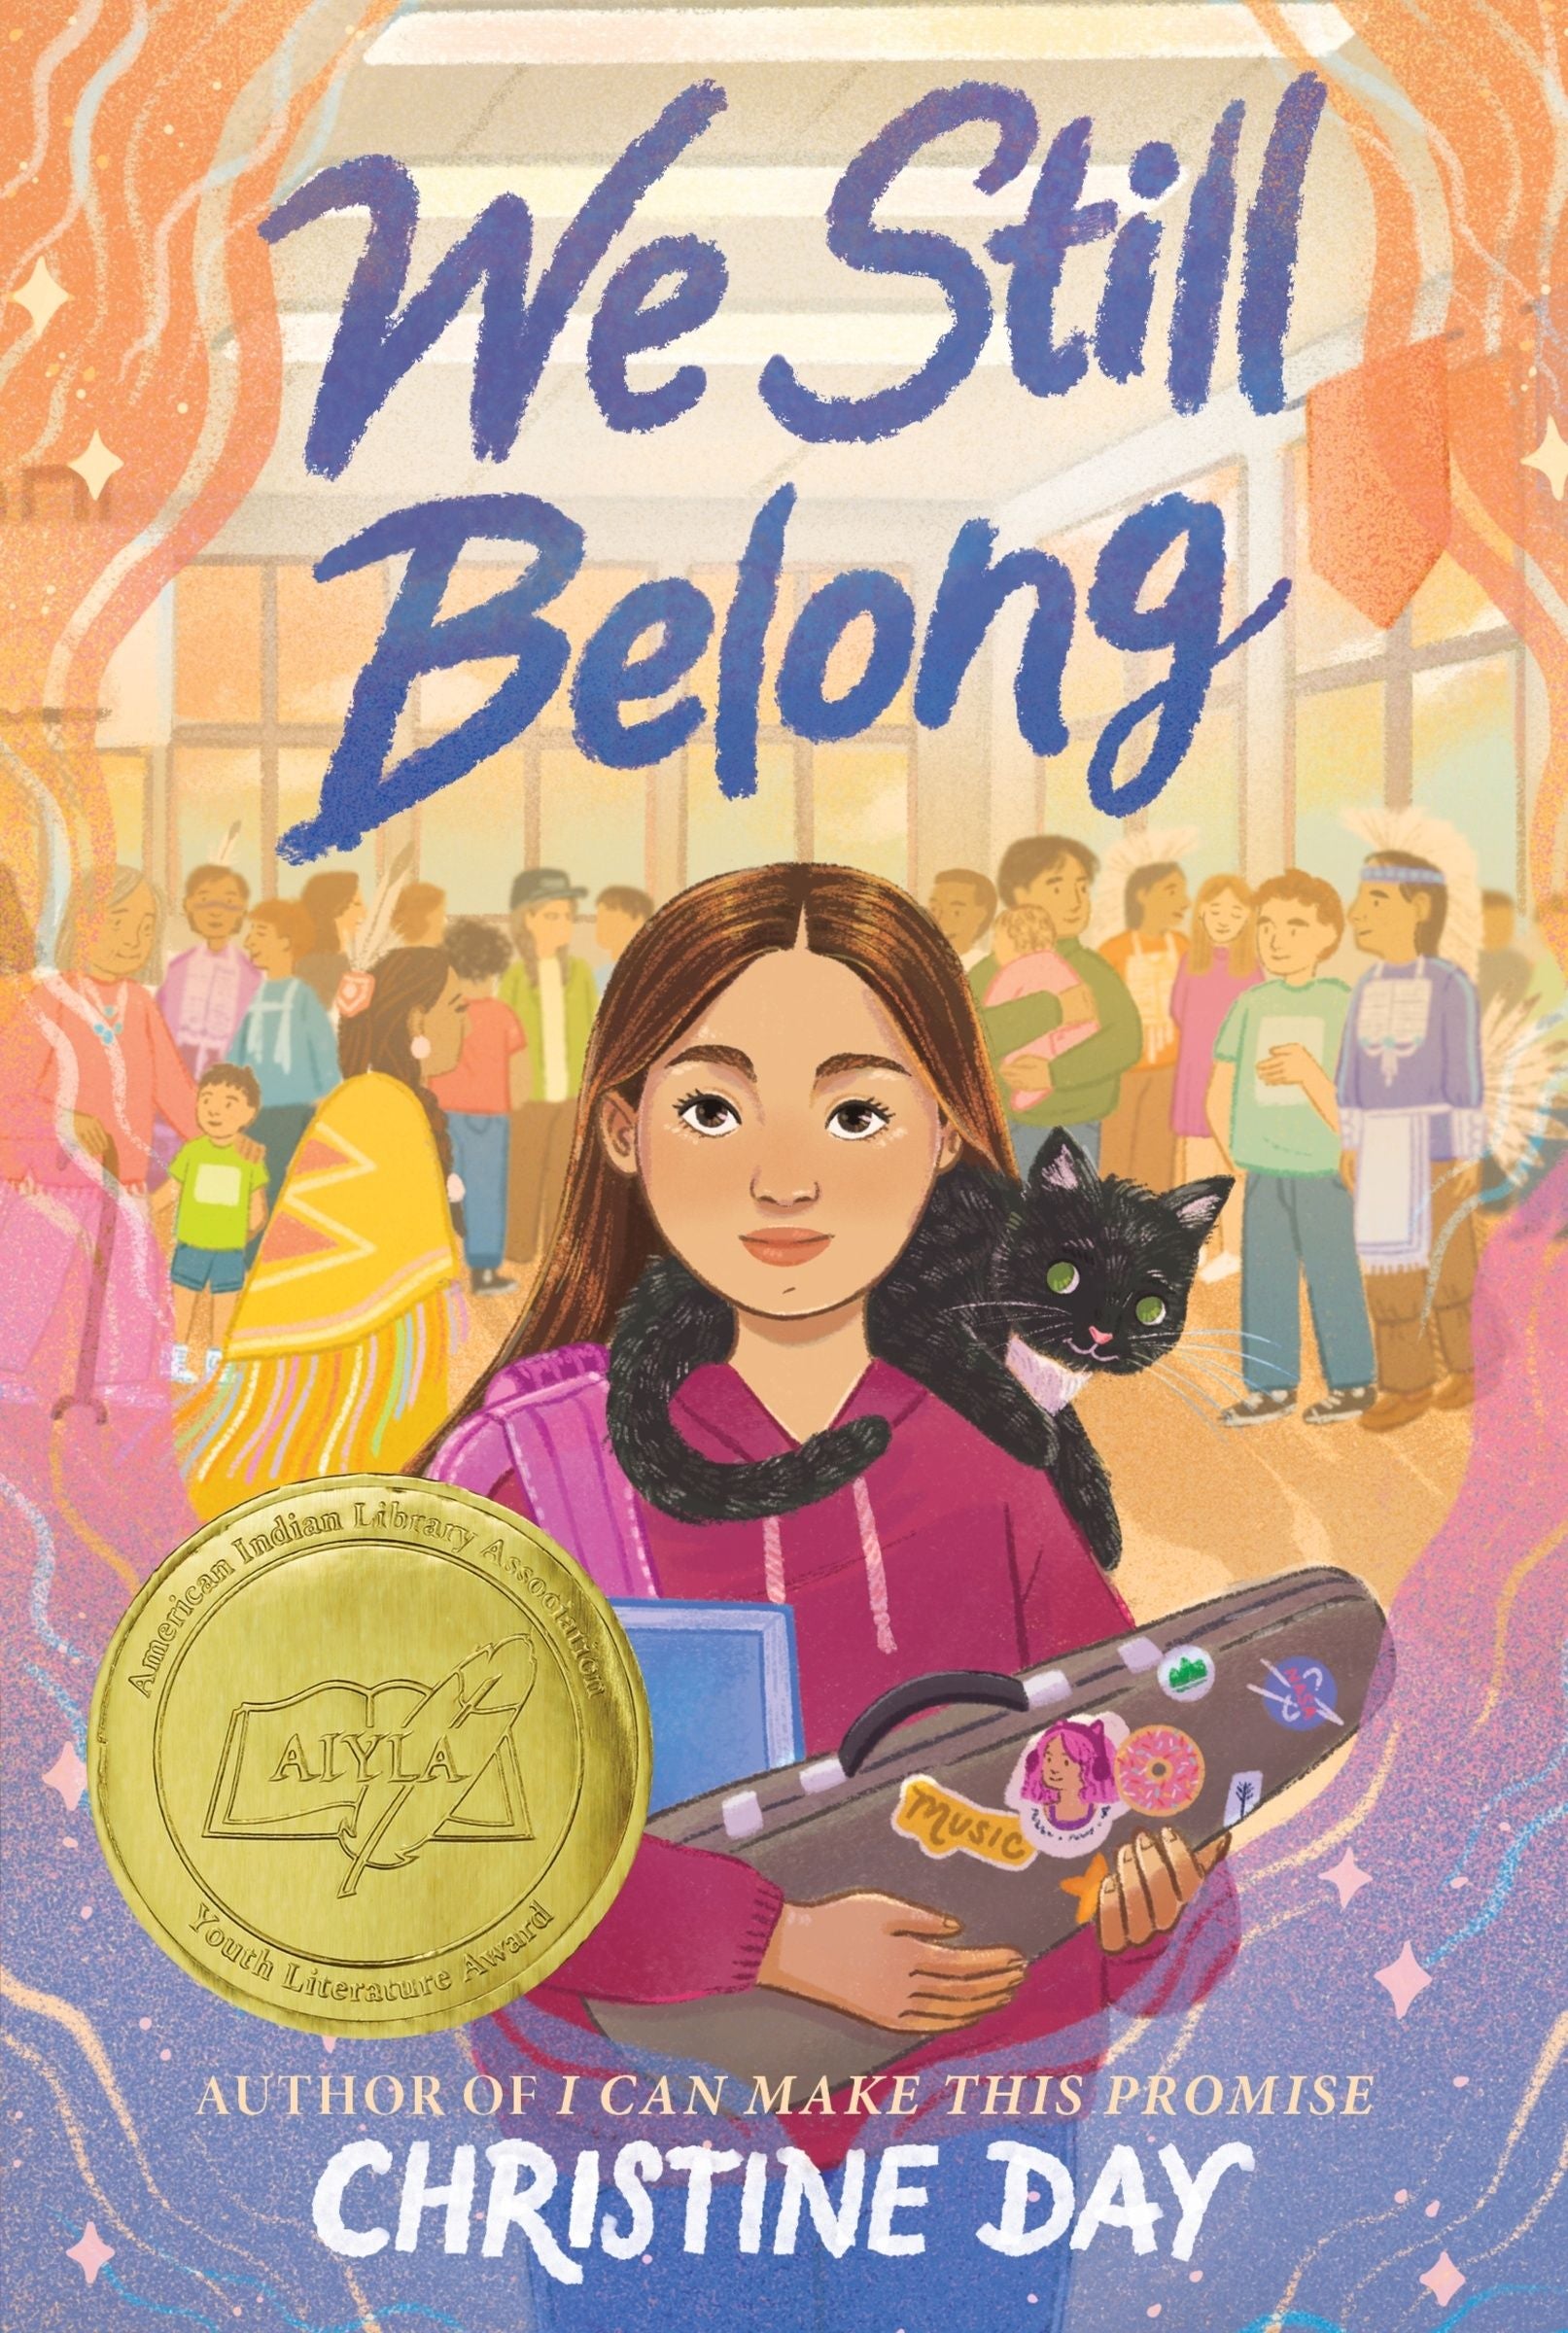 We Still
Belong
American Indian Library Association
AIYLA
Youth Literature Award
NASA
MUSIC
AUTHOR OF I CAN MAKE THIS PROMISE
CHRISTINE DAY